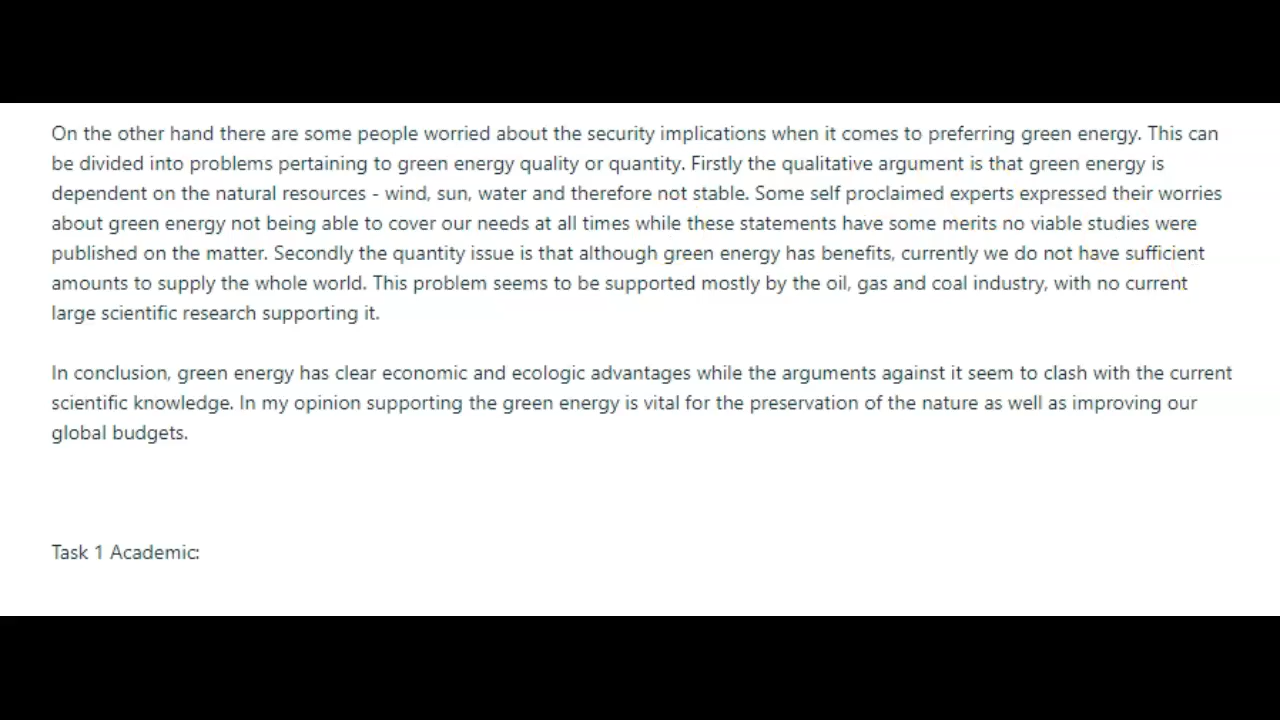 On the other hand there are some people worried about the security implications when it comes to preferring green energy. This can
be divided into problems pertaining to green energy quality or quantity. Firstly the qualitative argument is that green energy is
dependent on the natural resources - wind, sun, water and therefore not stable. Some self proclaimed experts expressed their worries
about green energy not being able to cover our needs at all times while these statements have some merits no viable studies were
published on the matter. Secondly the quantity issue is that although green energy has benefits, currently we do not have sufficient
amounts to supply the whole world. This problem seems to be supported mostly by the oil, gas and coal industry, with no current
large scientific research supporting it.
In conclusion, green energy has clear economic and ecologic advantages while the arguments against it seem to clash with the current
scientific knowledge. In my opinion supporting the green energy is vital for the preservation of the nature as well as improving our
global budgets.
Task 1 Academic: